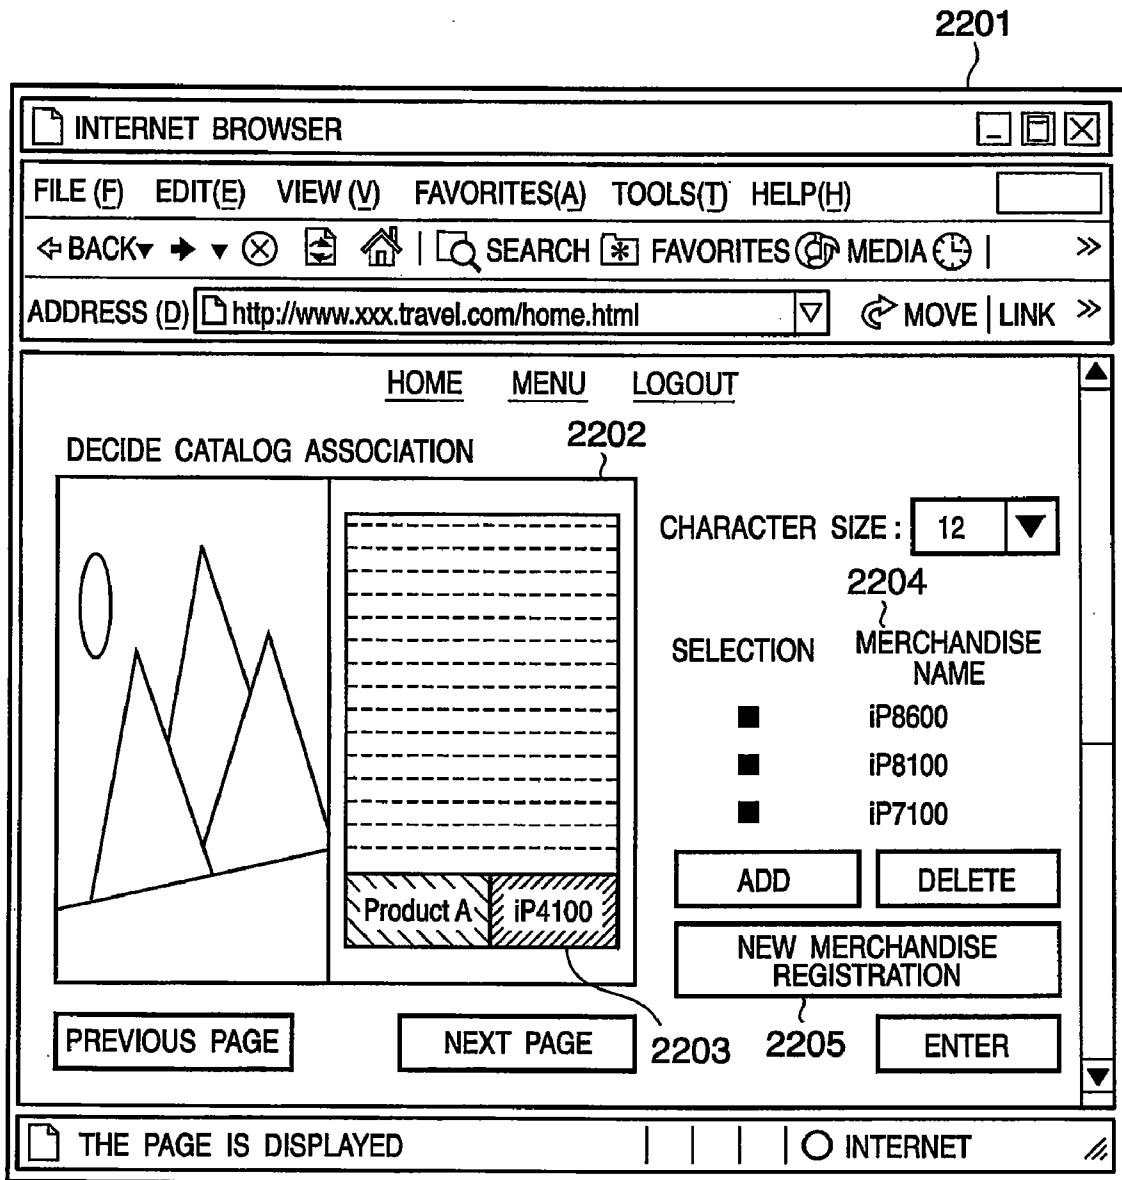 2201
INTERNET BROWSER
FILE (F) EDIT(E) VIEW (V) FAVORITES(A) TOOLS(T) HELP(H)
BACK SEARCH FAVORITES MEDIA »
ADDRESS (D) http://www.xxx.travel.com/home.html MOVE LINK »
HOME MENU LOGOUT
DECIDE CATALOG ASSOCIATION
2202
CHARACTER SIZE : 12
2204
SELECTION MERCHANDISE
NAME
iP8600
iP8100
iP7100
ADD DELETE
Product A iP4100
NEW MERCHANDISE
REGISTRATION
PREVIOUS PAGE NEXT PAGE 2203 2205 ENTER
THE PAGE IS DISPLAYED INTERNET